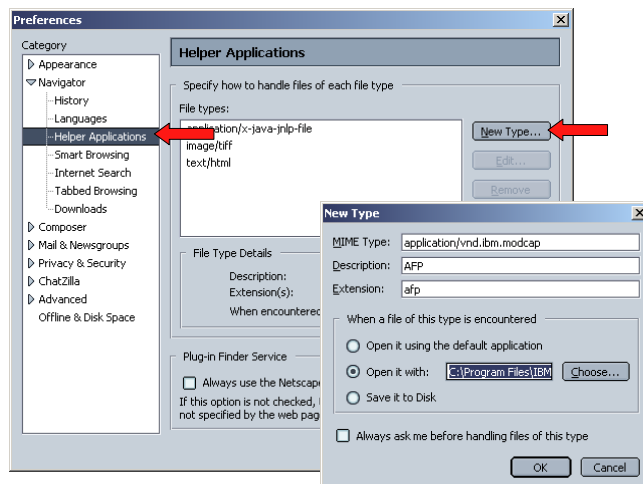 Preferences
Category
Appearance
Navigator
History
Languages
Helper Applications
Smart Browsing
Internet Search
Tabbed Browsing
Downloads
Composer
Mail & Newsgroups
Privacy & Security
ChatZilla
Advanced
Offline & Disk Space
Helper Applications
Specify how to handle files of each file type
File types:
application/x-java-jnlp-file
image/tiff
text/html
New Type...
Edit...
Remove
File Type Details
Description:
Extension(s):
When encountered
Plug-in Finder Service
Always use the Netscape
If this option is not checked,
not specified by the web pag
New Type
MIME Type: application/vnd.ibm.modcap
Description: AFP
Extension: afp
When a file of this type is encountered
Open it using the default application
Open it with: C:\Program Files\IBM Choose...
Save it to Disk
Always ask me before handling files of this type
OK Cancel